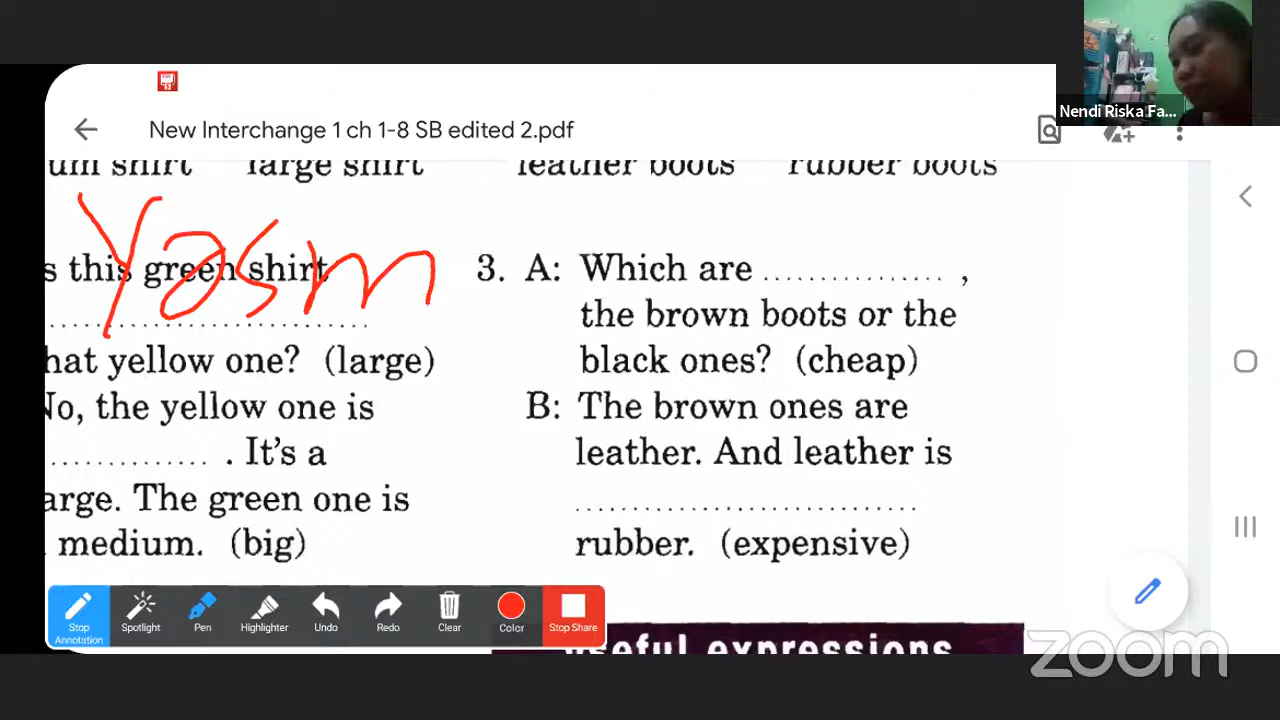 Nendi Riska Fa...
New Interchange 1 ch 1-8 SB edited 2.pdf
um shirt large shirt leather boots rubber boots
Yasm
s this green shirt
...............................
hat yellow one? (large)
No, the yellow one is
............... . It's a
arge. The green one is
medium. (big)
3. A: Which are ................ ,
the brown boots or the
black ones? (cheap)
B: The brown ones are
leather. And leather is
..............................
rubber. (expensive)
Useful expressions
Stop Annotation
Spotlight
Pen
Highlighter
Undo
Redo
Clear
Color
Stop Share
zoom